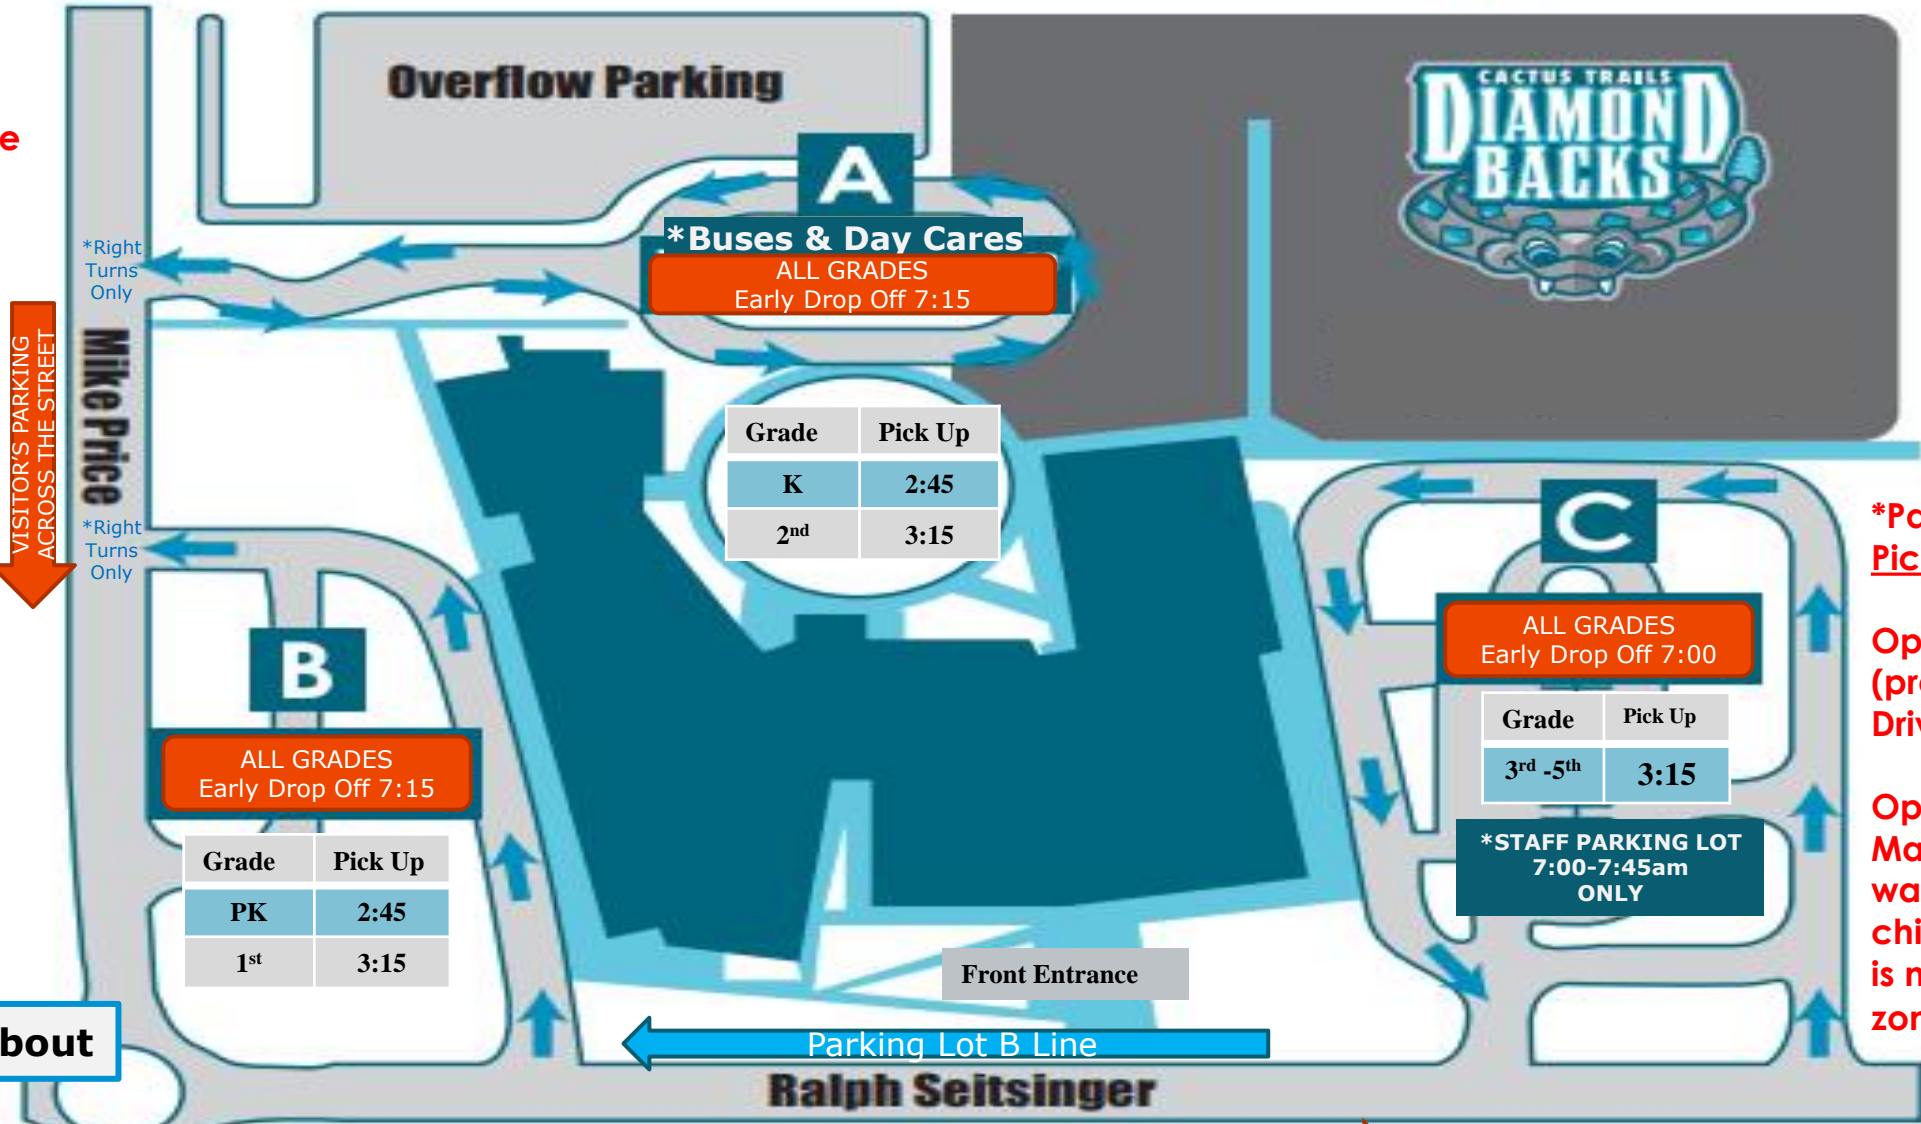 Overflow Parking
CACTUS TRAILS
DIAMOND
BACKS
A
*Buses & Day Cares
ALL GRADES
Early Drop Off 7:15
*Right
Turns
Only
VISITOR'S PARKING
ACROSS THE STREET
Mike Price
Grade Pick Up
K 2:45
2nd 3:15
*Right
Turns
Only
B
ALL GRADES
Early Drop Off 7:15
Grade Pick Up
PK 2:45
1st 3:15
C
ALL GRADES
Early Drop Off 7:00
Grade Pick Up
3rd -5th 3:15
*STAFF PARKING LOT
7:00-7:45am
ONLY
Front Entrance
Parking Lot B Line
Ralph Seitsinger